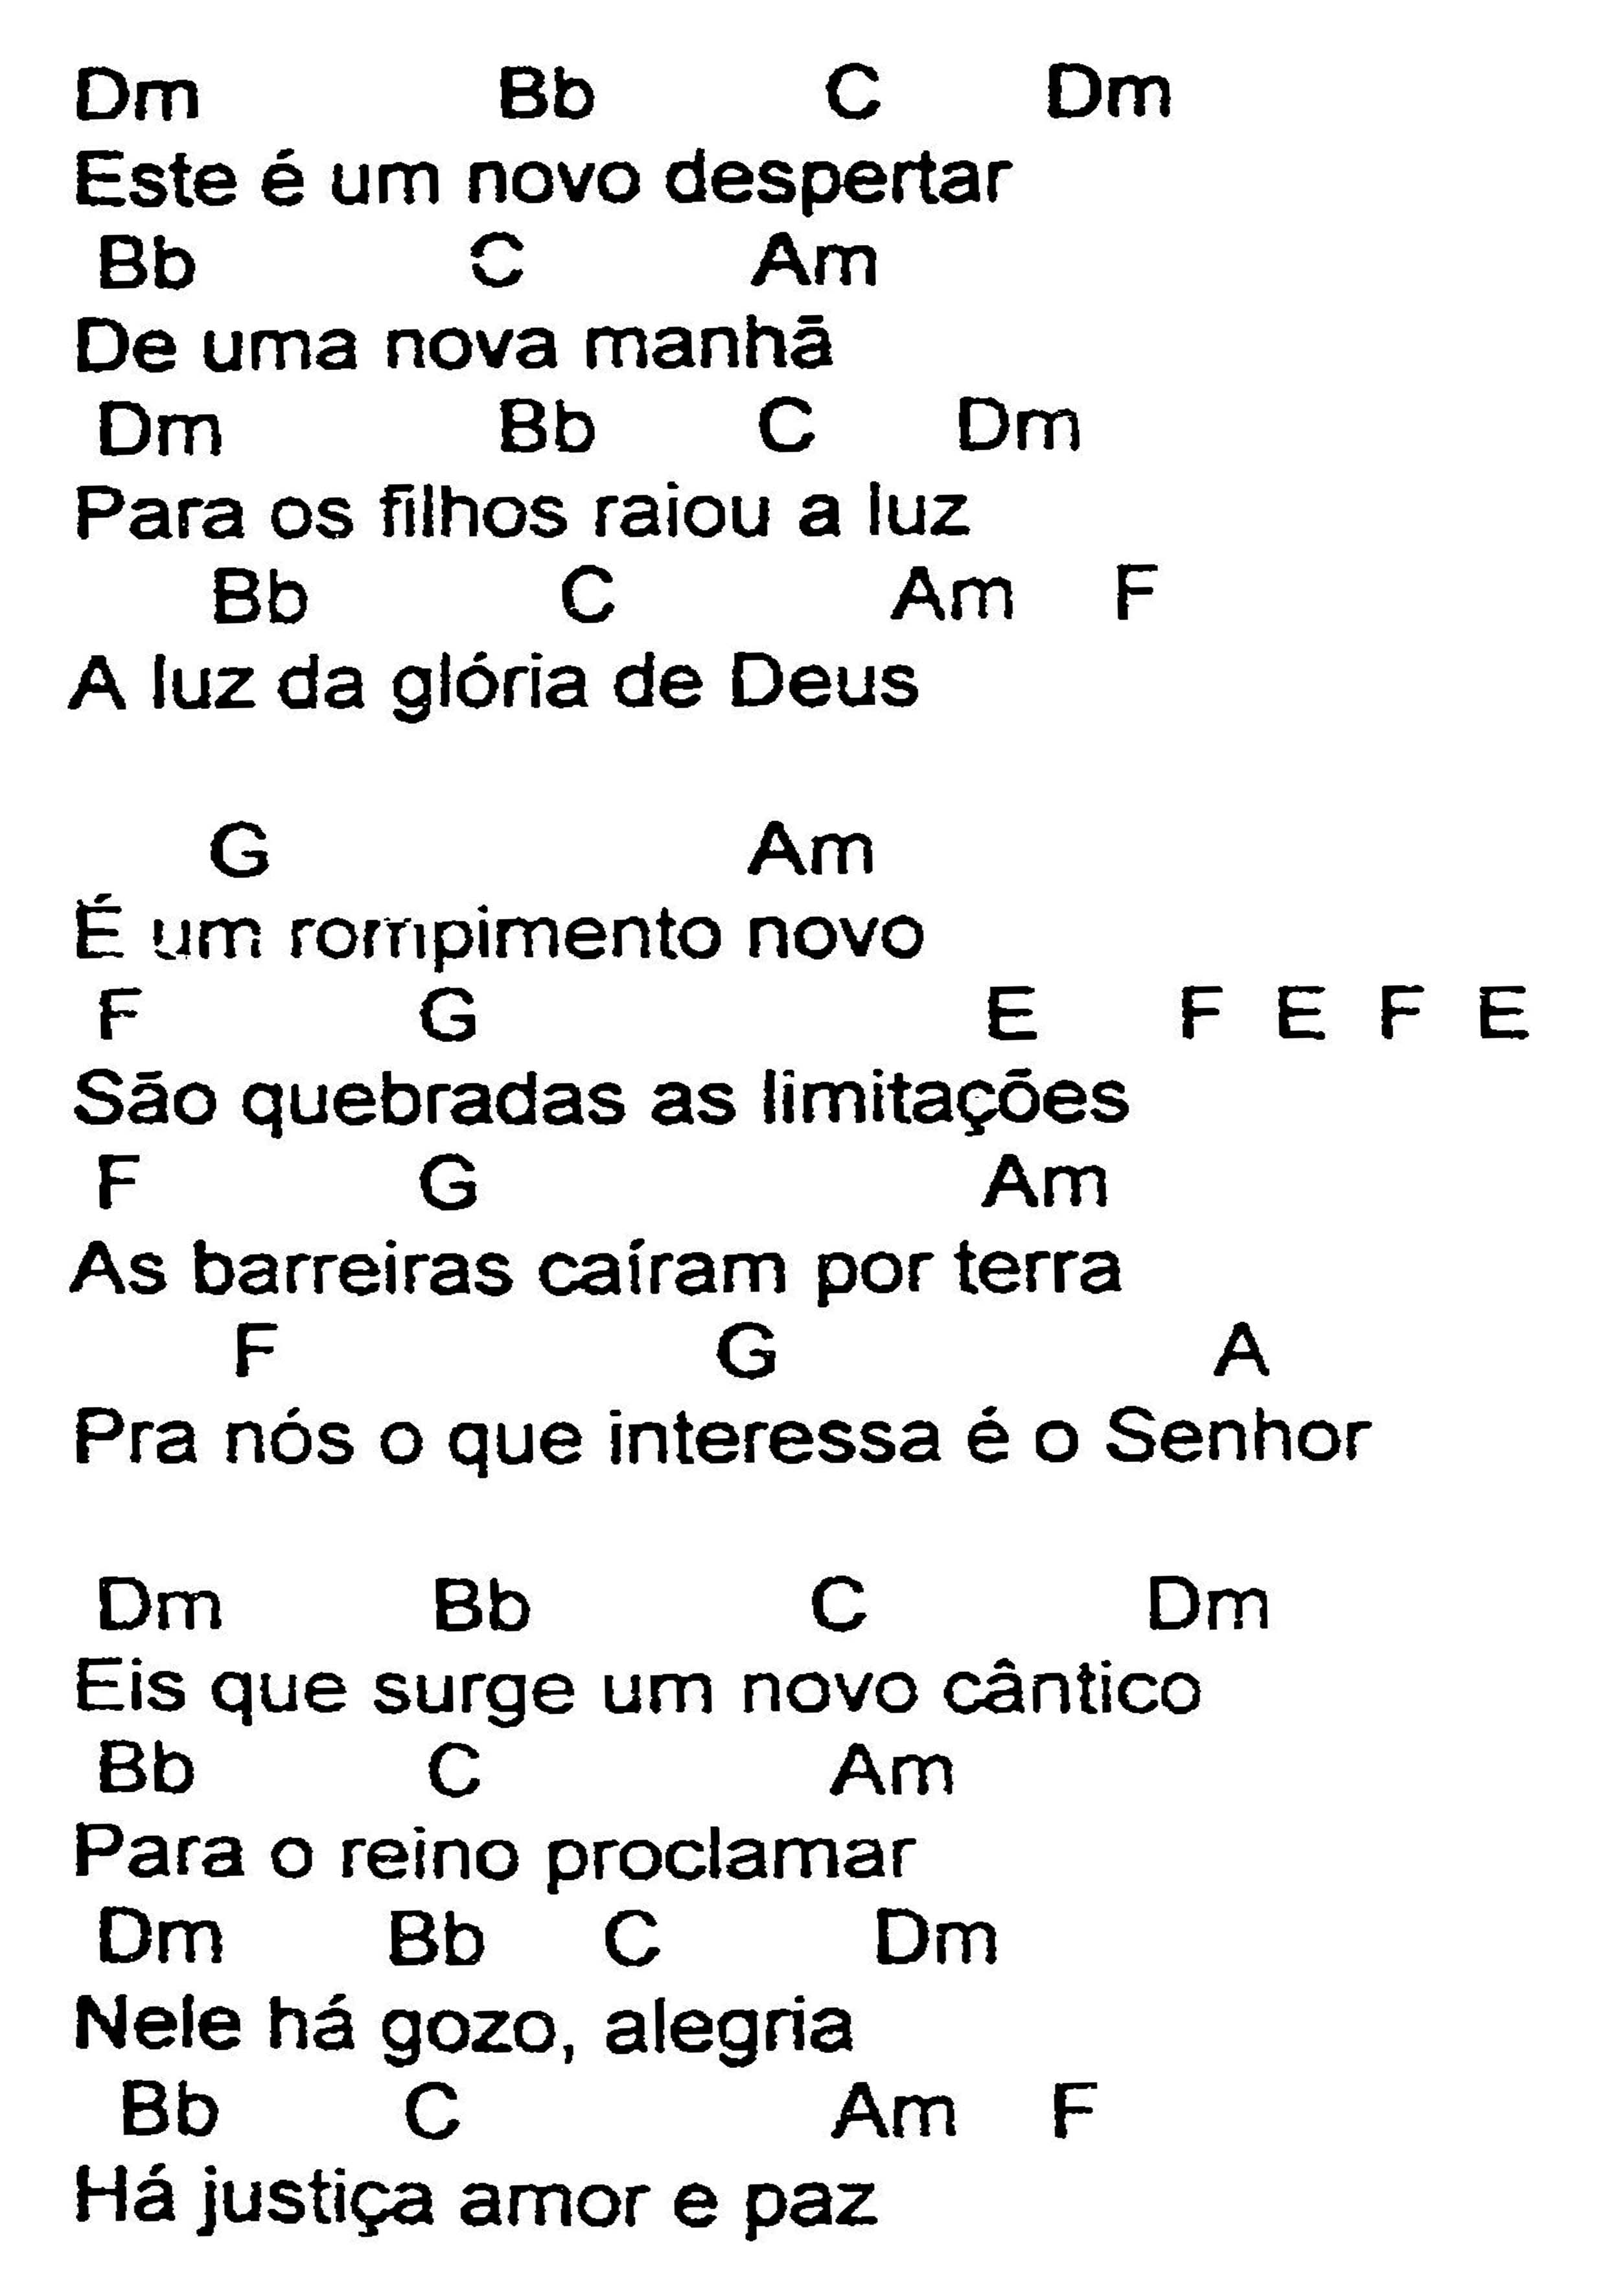 Dm Bb C Dm
Este é um novo despertar
Bb C Am
De uma nova manhã
Dm Bb C Dm
Para os filhos raiou a luz
Bb C Am F
A luz da glória de Deus
G Am
É um rompimento novo
F G E F E F E
São quebradas as limitações
F G Am
As barreiras caíram por terra
F G A
Pra nós o que interessa é o Senhor
Dm Bb C Dm
Eis que surge um novo cântico
Bb C Am
Para o reino proclamar
Dm Bb C Dm
Nele há gozo, alegria
Bb C Am F
Há justiça amor e paz